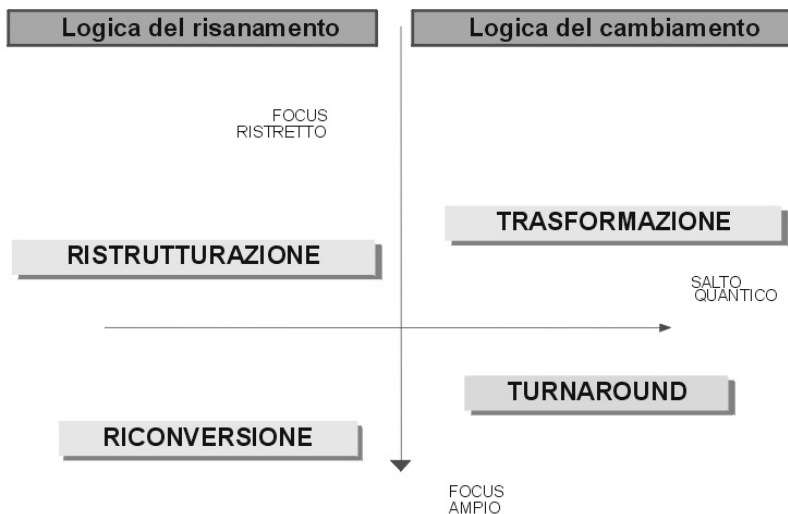 Logica del risanamento
Logica del cambiamento
FOCUS
RISTRETTO
TRASFORMAZIONE
RISTRUTTURAZIONE
SALTO
QUANTICO
TURNAROUND
RICONVERSIONE
FOCUS
AMPIO